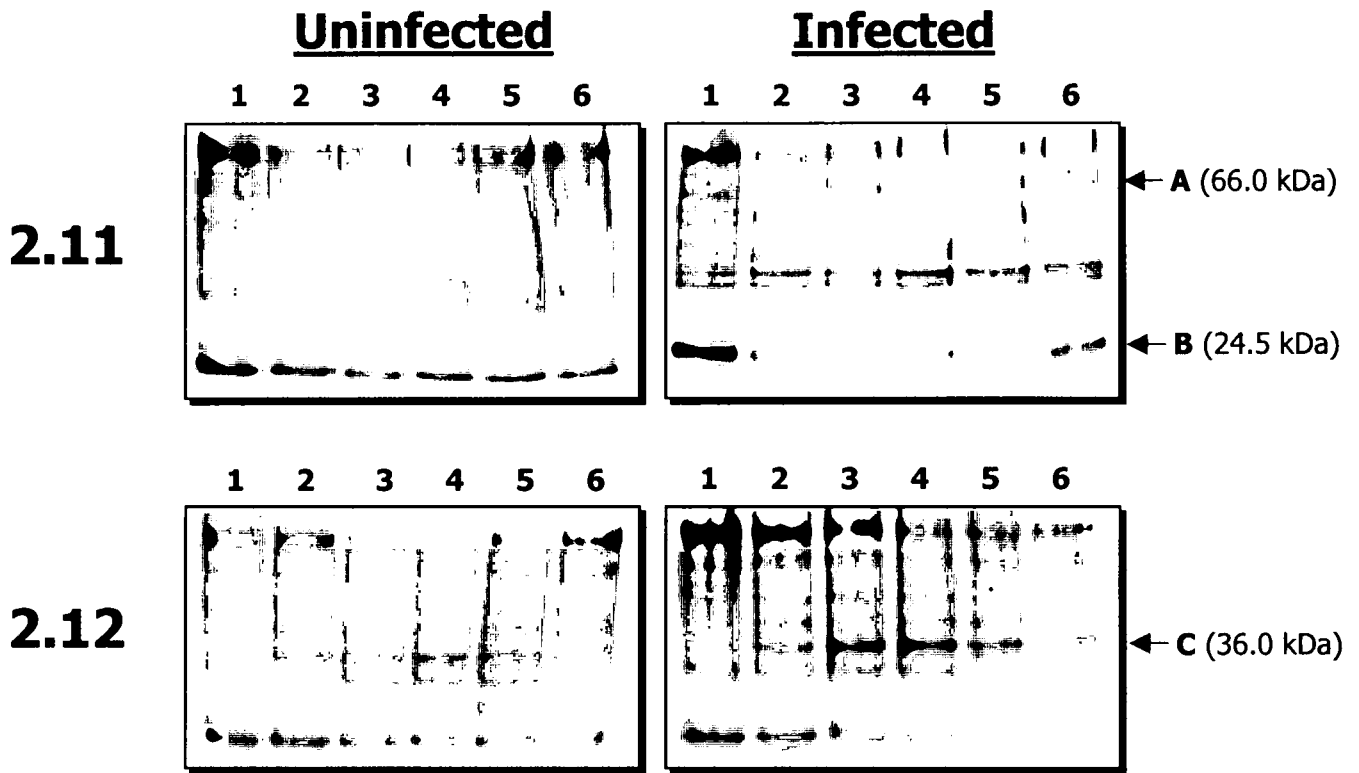 Uninfected Infected
1 2 3 4 5 6 1 2 3 4 5 6
A (66.0 kDa)
2.11
B (24.5 kDa)
1 2 3 4 5 6 1 2 3 4 5 6
2.12
C (36.0 kDa)